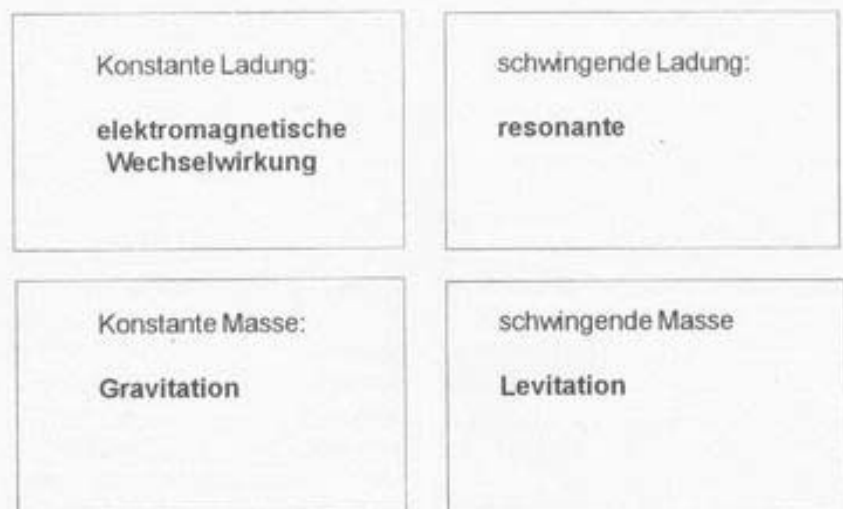 Konstante Ladung:
elektromagnetische
Wechselwirkung
schwingende Ladung:
resonante
Konstante Masse:
Gravitation
schwingende Masse
Levitation